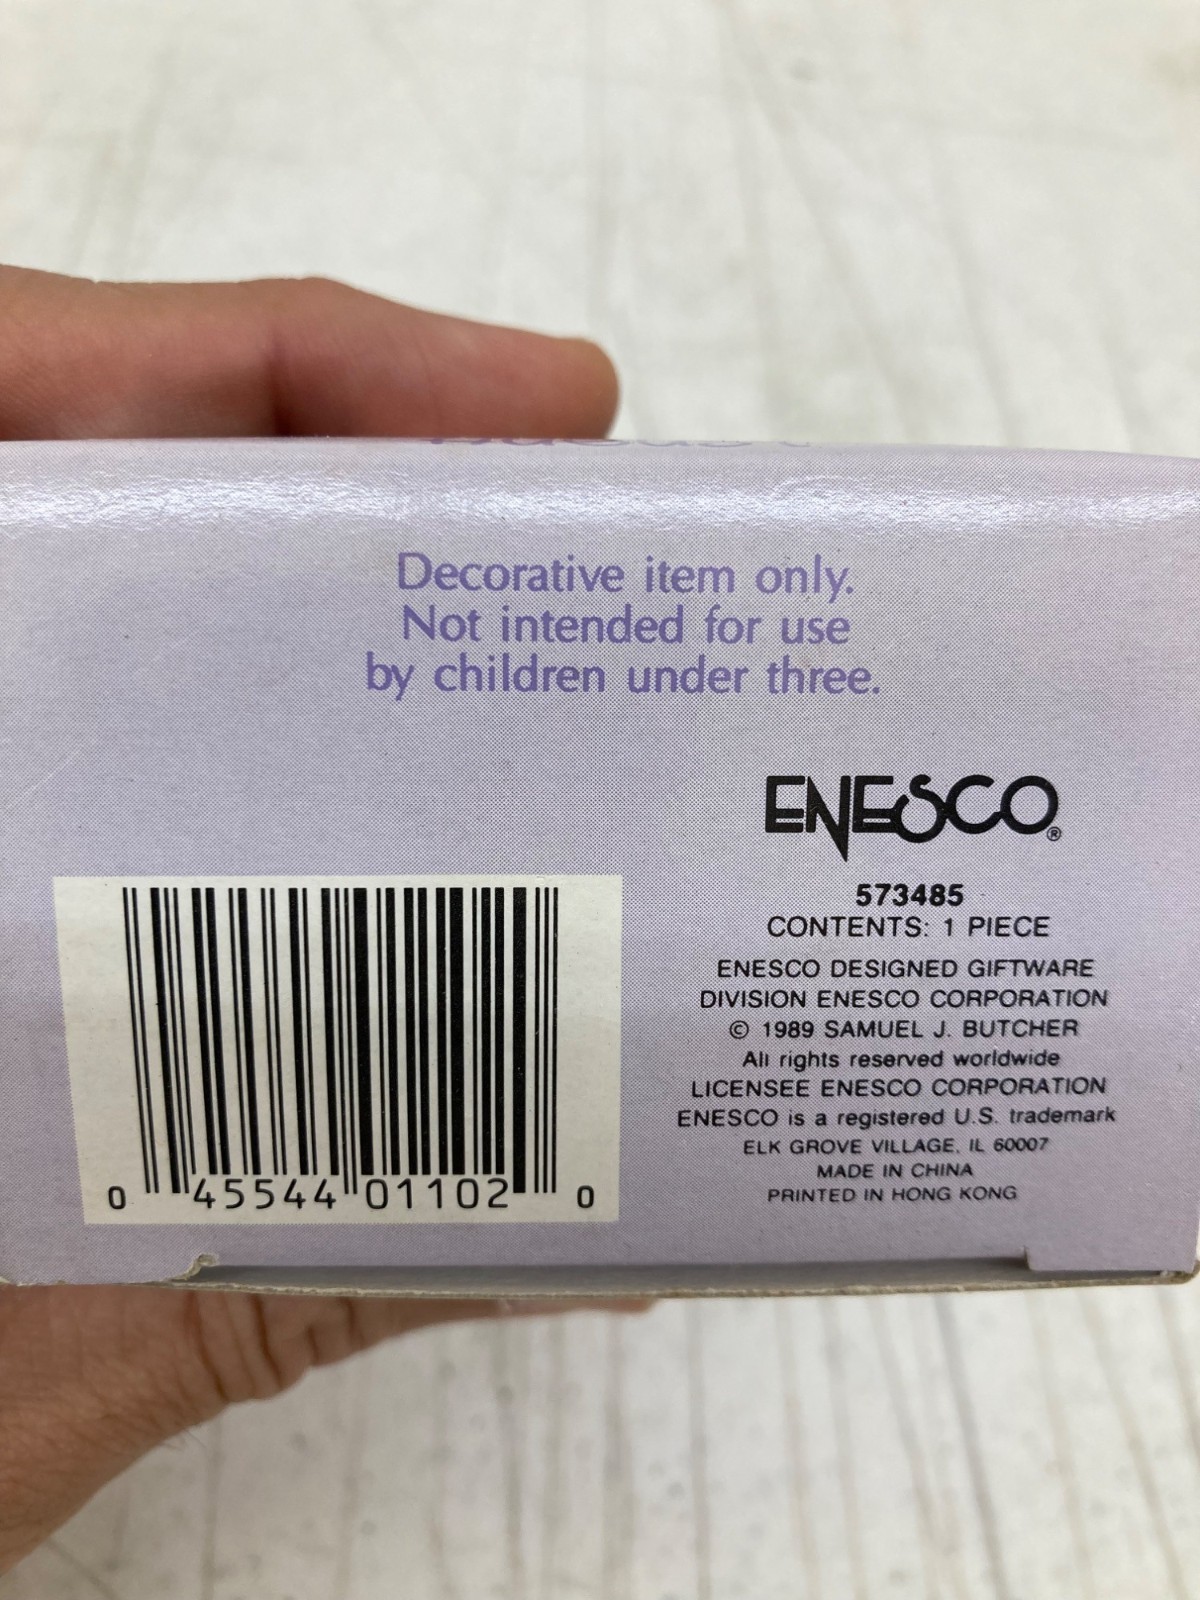 Decorative item only.
Not intended for use
by children under three.
ENESCO®
573485
CONTENTS: 1 PIECE
ENESCO DESIGNED GIFTWARE
DIVISION ENESCO CORPORATION
© 1989 SAMUEL J. BUTCHER
All rights reserved worldwide
LICENSEE ENESCO CORPORATION
ENESCO is a registered U.S. trademark
ELK GROVE VILLAGE, IL 60007
MADE IN CHINA
PRINTED IN HONG KONG
0 45544 01102 0